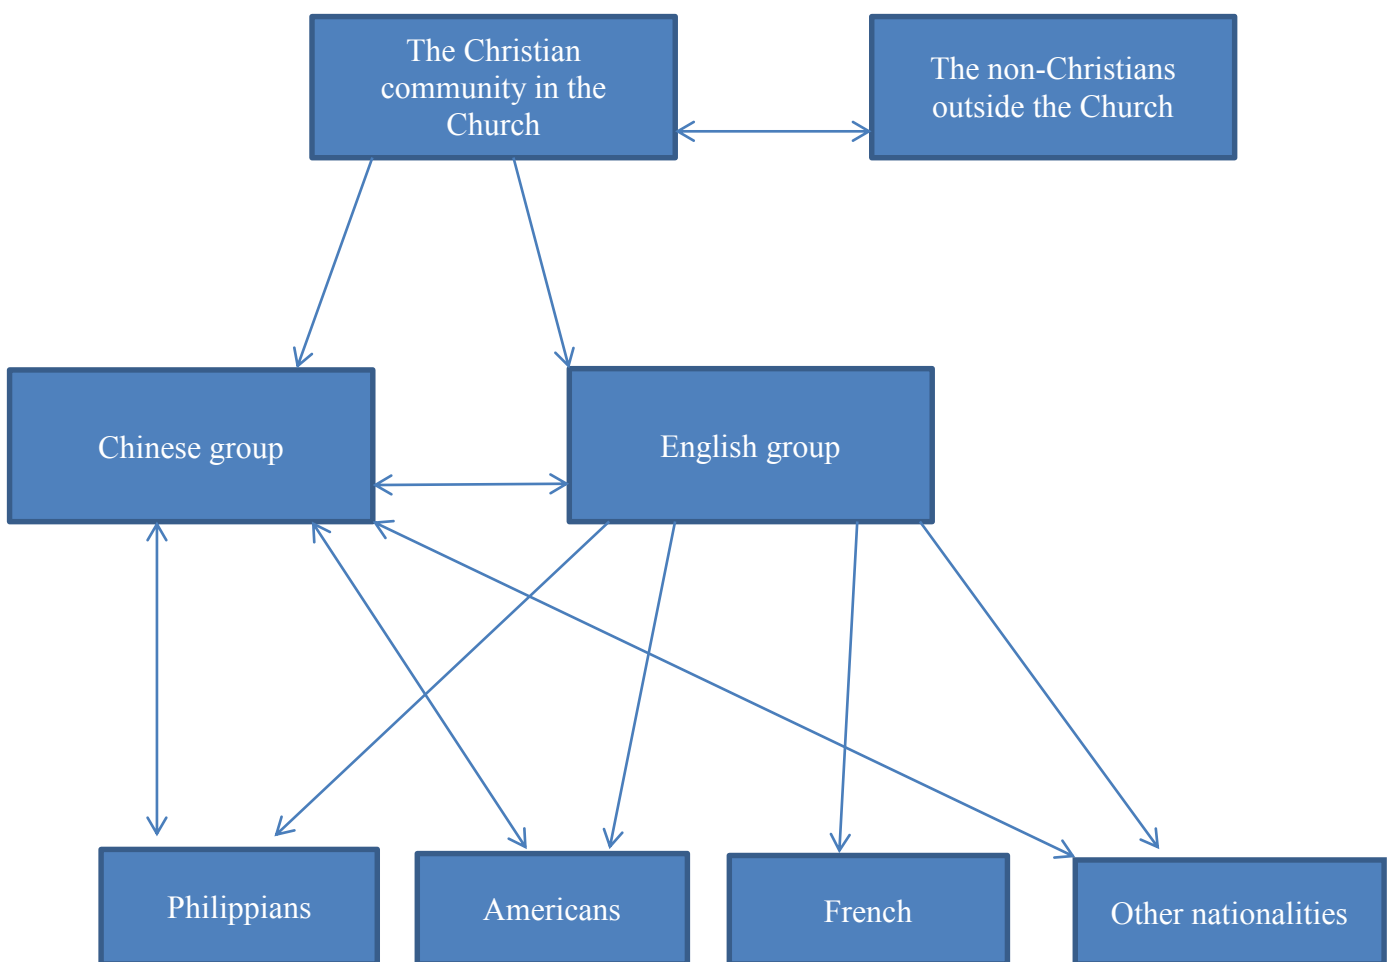 The Christian
community in the
Church
The non-Christians
outside the Church
Chinese group
English group
Philippians
Americans
French
Other nationalities